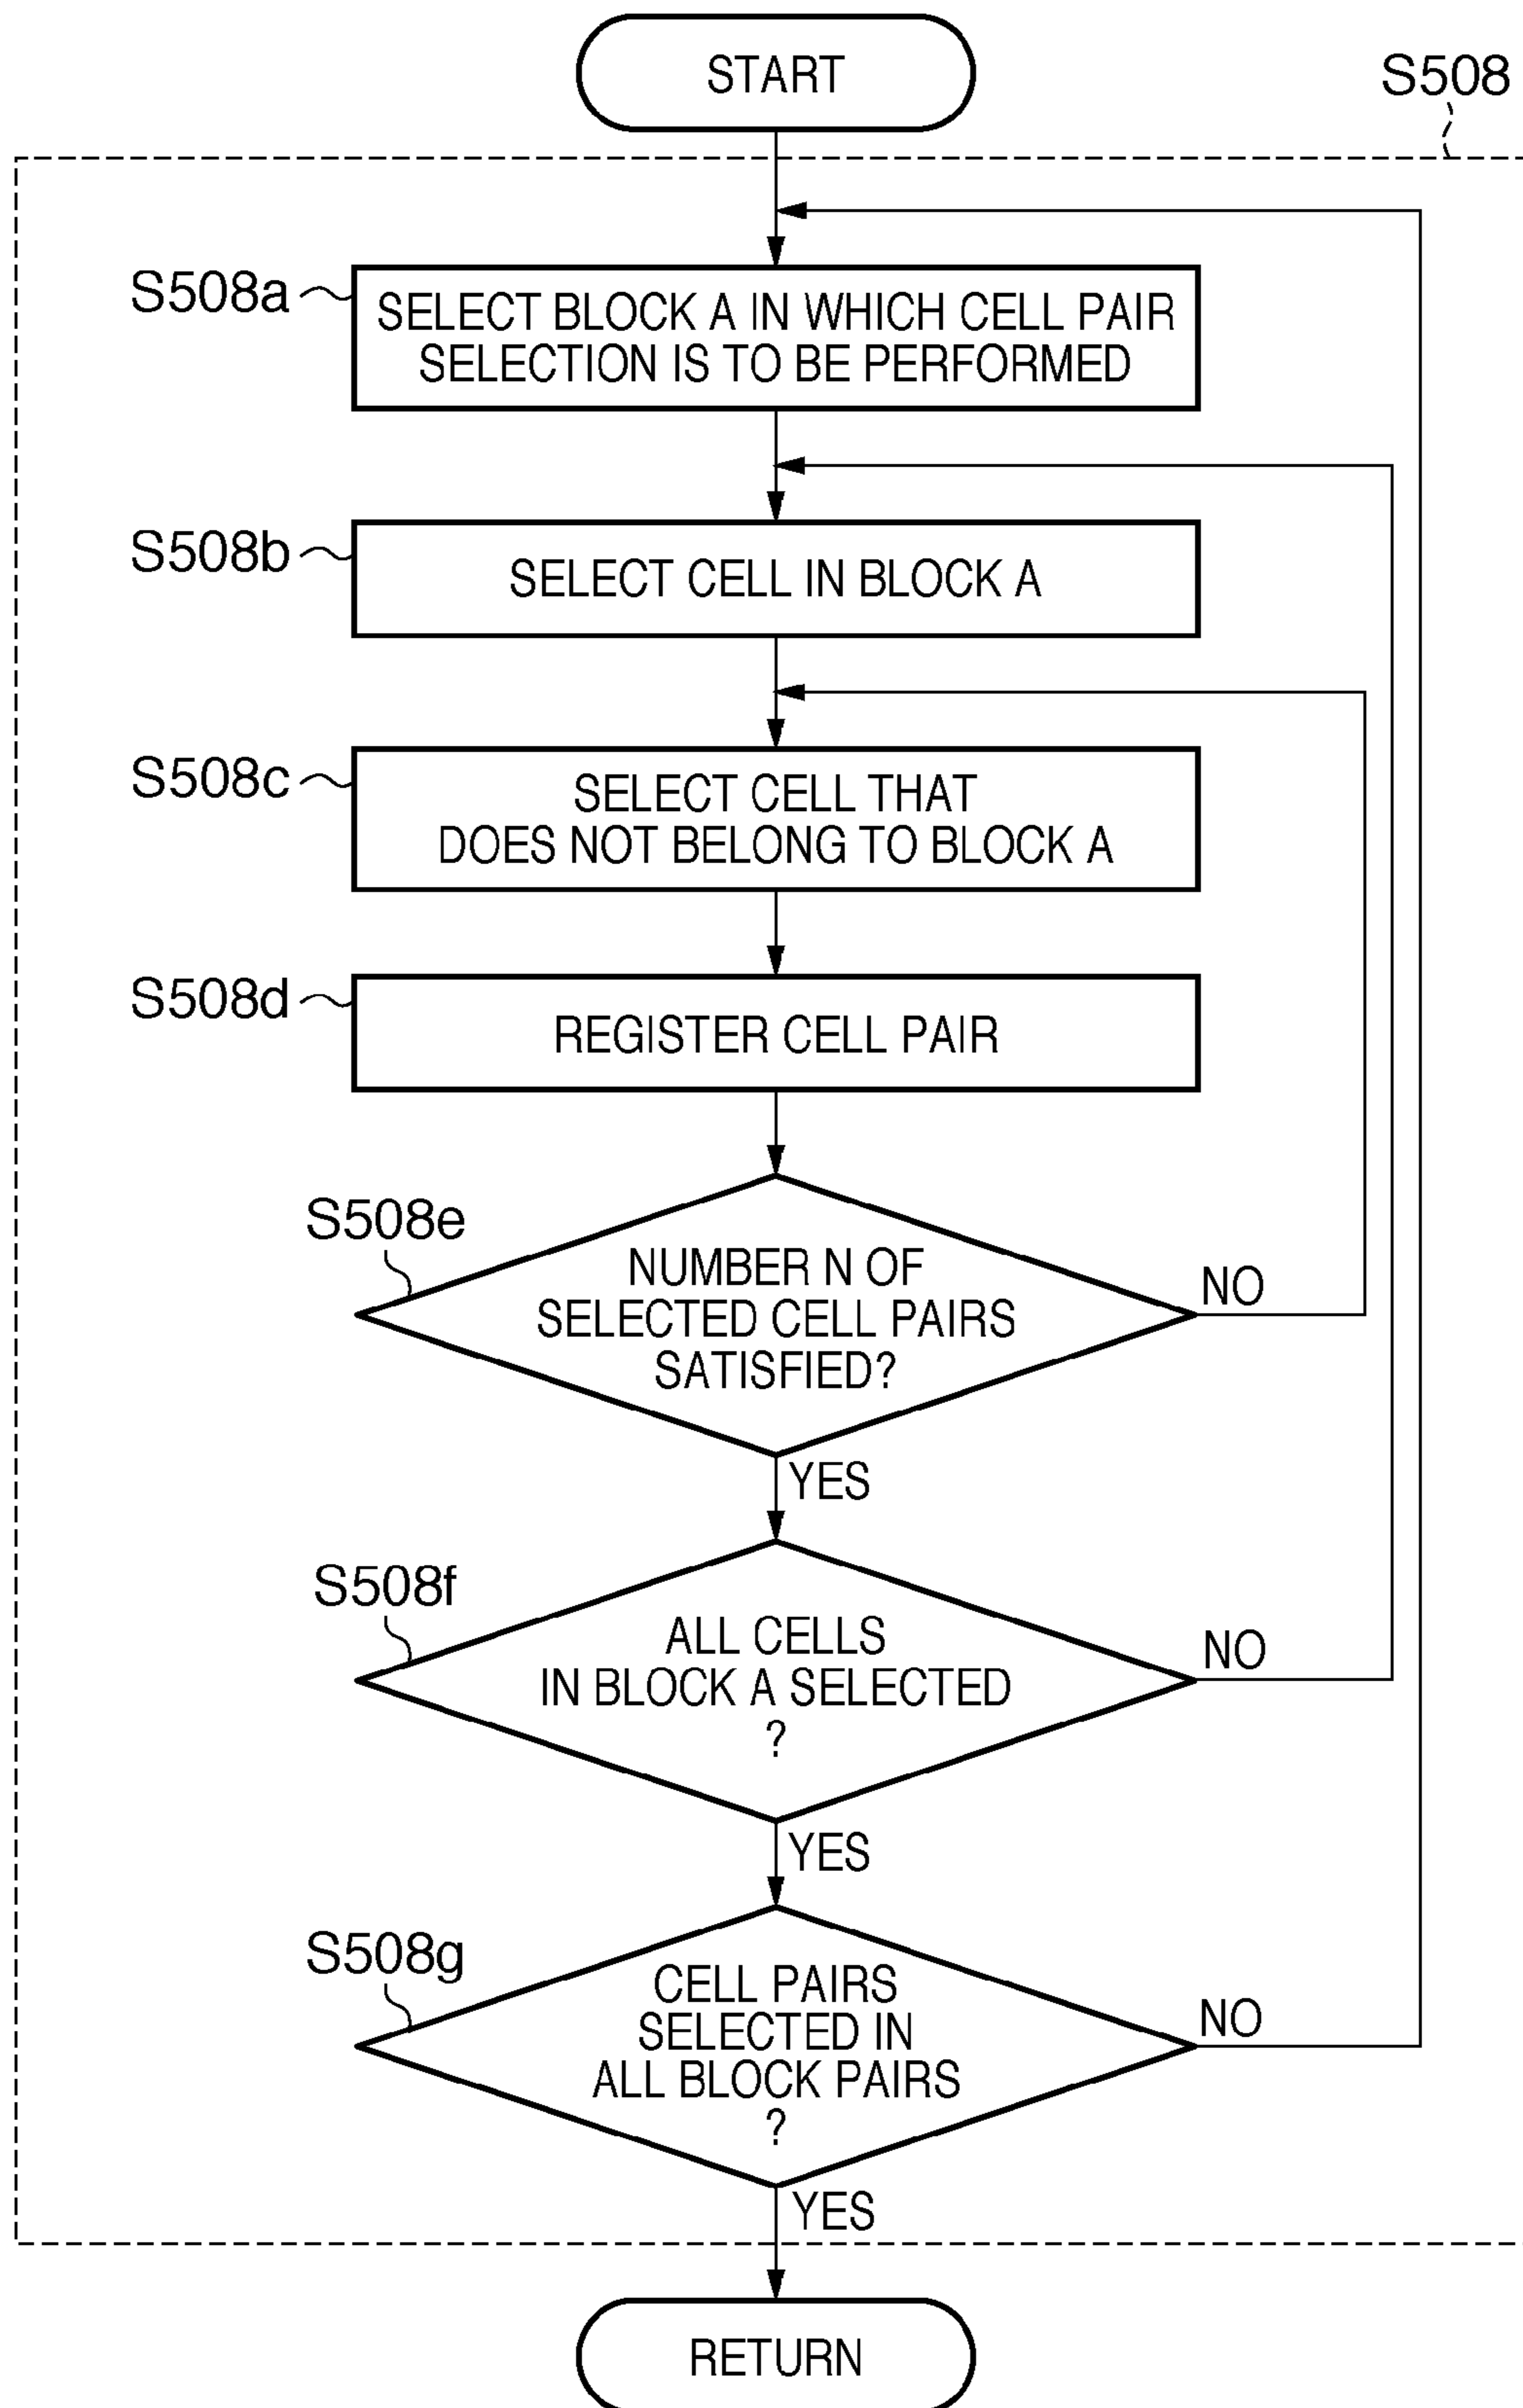 START
S508
S508a
SELECT BLOCK A IN WHICH CELL PAIR
SELECTION IS TO BE PERFORMED
S508b
SELECT CELL IN BLOCK A
S508c
SELECT CELL THAT
DOES NOT BELONG TO BLOCK A
S508d
REGISTER CELL PAIR
S508e
NUMBER N OF
SELECTED CELL PAIRS
SATISFIED?
NO
YES
S508f
ALL CELLS
IN BLOCK A SELECTED
?
NO
YES
S508g
CELL PAIRS
SELECTED IN
ALL BLOCK PAIRS
?
NO
YES
RETURN